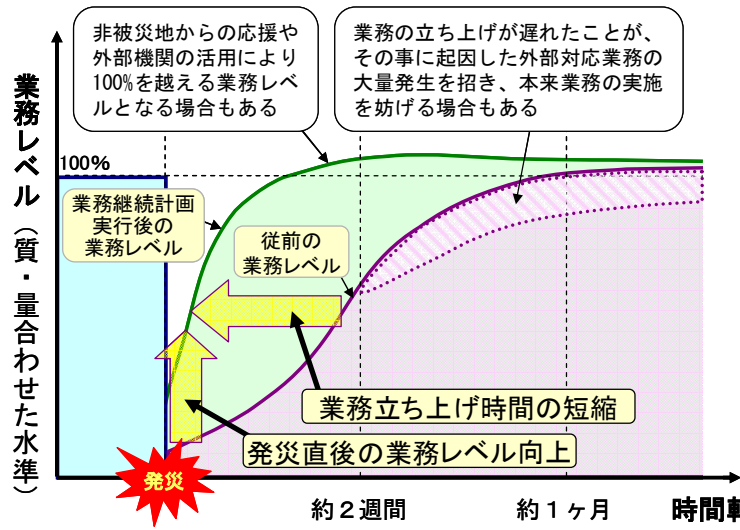 非被災地からの応援や
外部機関の活用により
100%を越える業務レベ
ルとなる場合もある
業務の立ち上げが遅れたことが、
その事に起因した外部対応業務の
大量発生を招き、本来業務の実施
を妨げる場合もある
業務レベル（質・量合わせた水準）
100%
業務継続計画
実行後の
業務レベル
従前の
業務レベル
業務立ち上げ時間の短縮
発災直後の業務レベル向上
発災
約２週間
約１ヶ月
時間軸